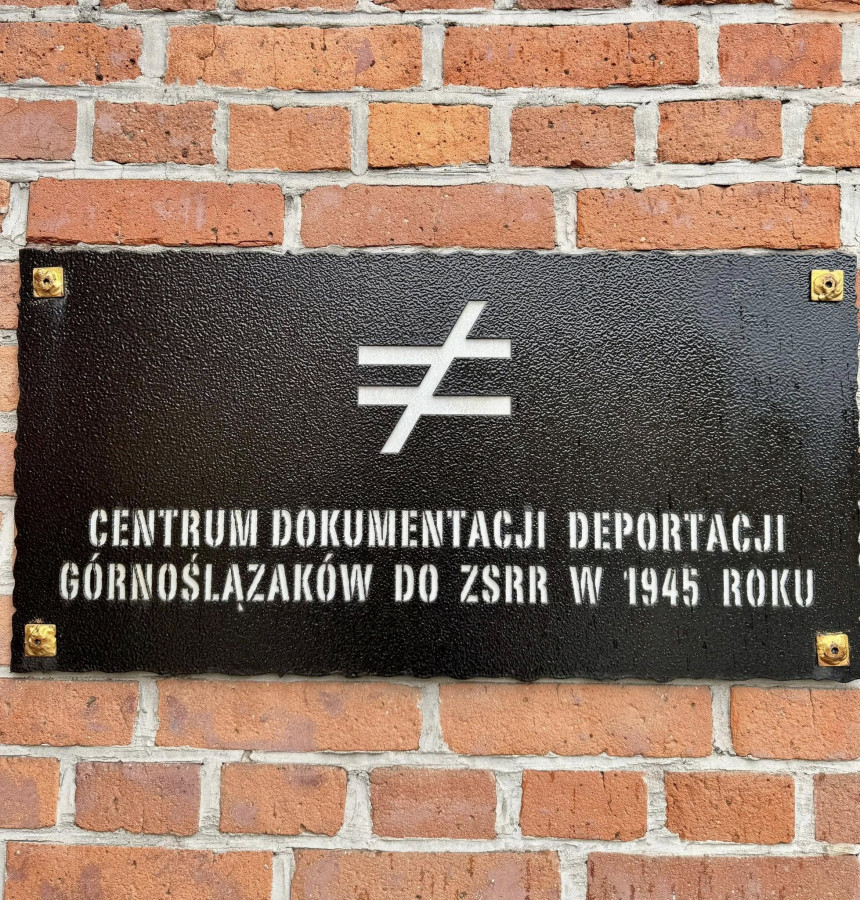 CENTRUM DOKUMENTACJI DEPORTACJI
GÓRNOŚLĄZAKÓW DO ZSRR W 1945 ROKU